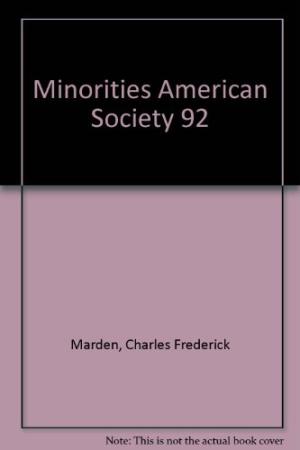 Minorities American
Society 92
Marden, Charles Frederick
Note: This is not the actual book cover